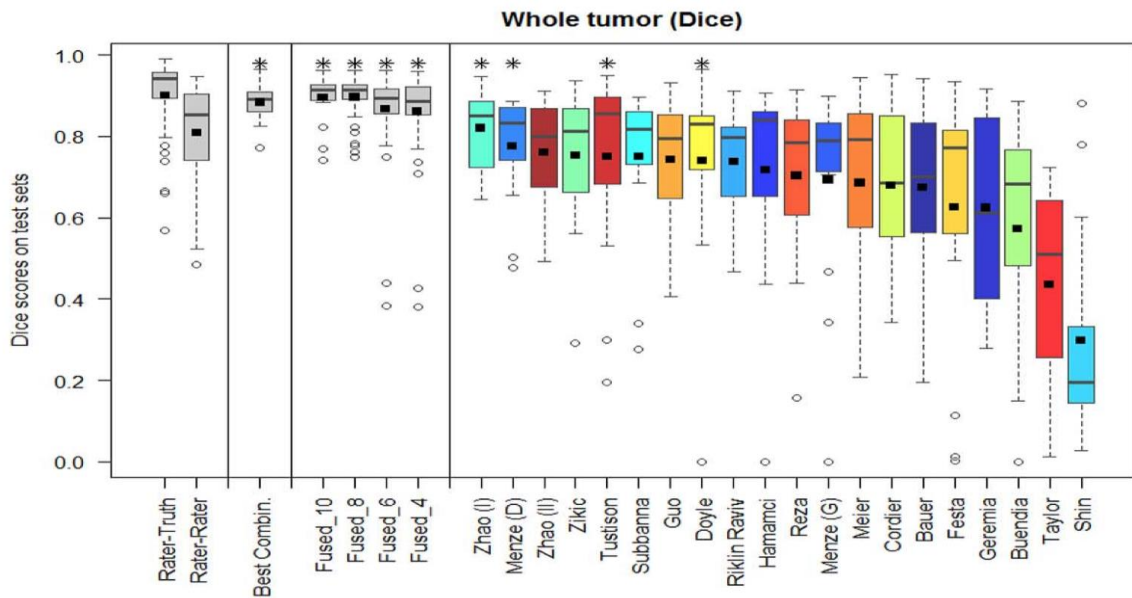 Whole tumor (Dice)
Dice scores on test sets
1.0
0.8
0.6
0.4
0.2
0.0
* * * * * * * * *
Rater-Truth
Rater-Rater
Best Combin.
Fused_10
Fused_8
Fused_6
Fused_4
Zhao (I)
Menze (D)
Zhao (II)
Zikic
Tustison
Subbanna
Guo
Doyle
Riklin Raviv
Hamamci
Reza
Menze (G)
Meier
Cordier
Bauer
Festa
Geremia
Buendia
Taylor
Shin